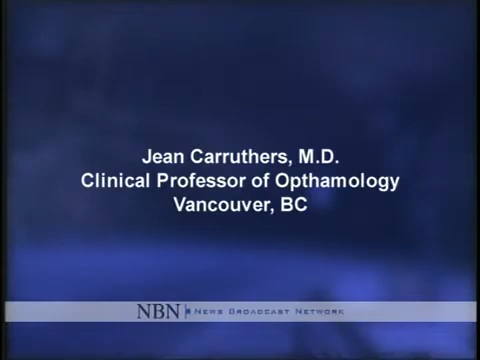 Jean Carruthers, M.D.
Clinical Professor of Opthamology
Vancouver, BC
NBN News Broadcast Network